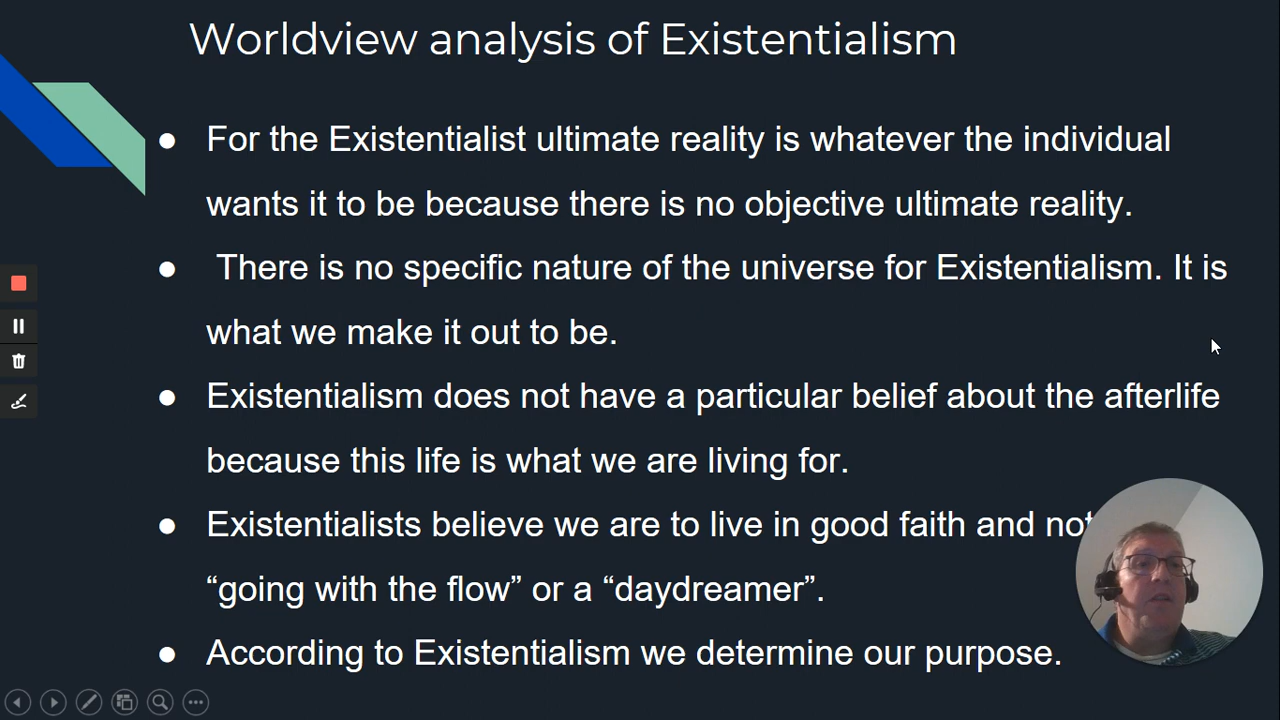 Worldview analysis of Existentialism
● For the Existentialist ultimate reality is whatever the individual
wants it to be because there is no objective ultimate reality.
● There is no specific nature of the universe for Existentialism. It is
what we make it out to be.
● Existentialism does not have a particular belief about the afterlife
because this life is what we are living for.
● Existentialists believe we are to live in good faith and not
“going with the flow” or a “daydreamer”.
● According to Existentialism we determine our purpose.